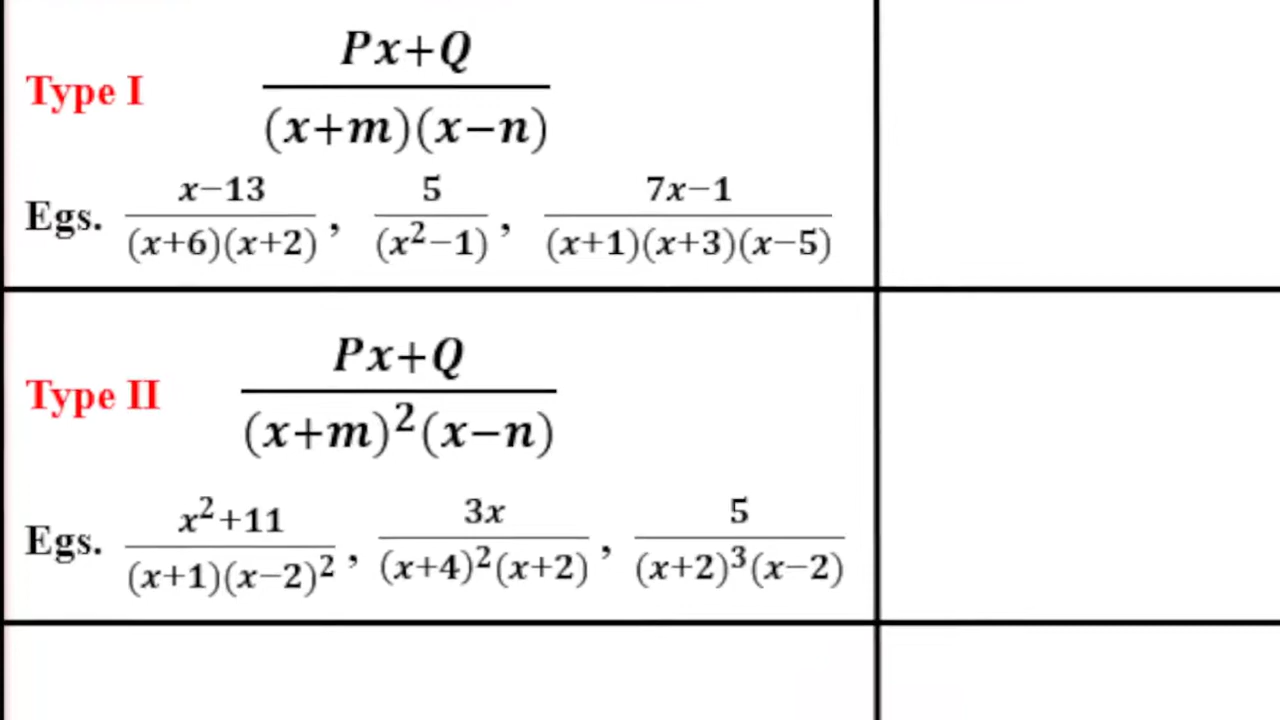 Type I Px+Q / (x+m)(x−n)
Egs. x−13 / (x+6)(x+2) , 5 / (x²−1) , 7x−1 / (x+1)(x+3)(x−5)
Type II Px+Q / (x+m)²(x−n)
Egs. x²+11 / (x+1)(x−2)² , 3x / (x+4)²(x+2) , 5 / (x+2)³(x−2)